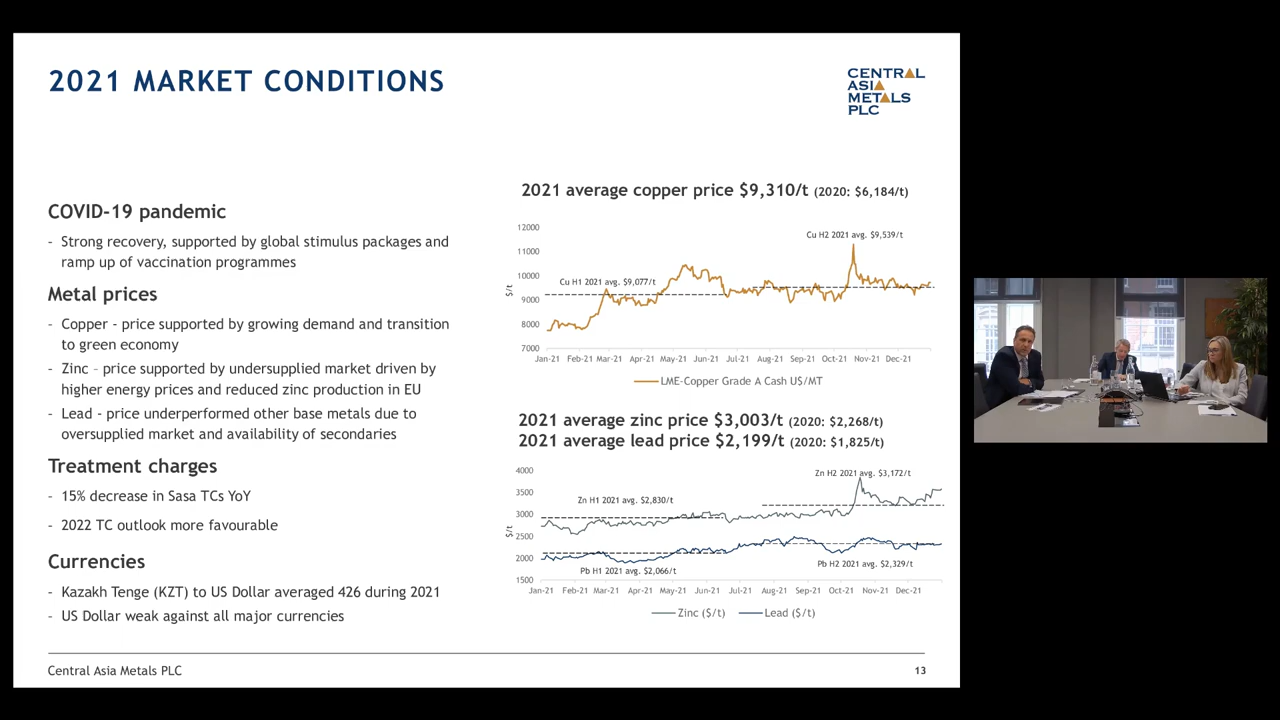 2021 MARKET CONDITIONS
CENTRAL
ASIA
METALS
PLC
COVID-19 pandemic
- Strong recovery, supported by global stimulus packages and
ramp up of vaccination programmes
Metal prices
- Copper - price supported by growing demand and transition
to green economy
- Zinc - price supported by undersupplied market driven by
higher energy prices and reduced zinc production in EU
- Lead - price underperformed other base metals due to
oversupplied market and availability of secondaries
Treatment charges
- 15% decrease in Sasa TCs YoY
- 2022 TC outlook more favourable
Currencies
- Kazakh Tenge (KZT) to US Dollar averaged 426 during 2021
- US Dollar weak against all major currencies
2021 average copper price $9,310/t (2020: $6,184/t)
12000
11000
10000
9000
8000
7000
$/t
Cu H1 2021 avg. $9,077/t
Cu H2 2021 avg. $9,539/t
Jan-21 Feb-21 Mar-21 Apr-21 May-21 Jun-21 Jul-21 Aug-21 Sep-21 Oct-21 Nov-21 Dec-21
LME-Copper Grade A Cash U$/MT
2021 average zinc price $3,003/t (2020: $2,268/t)
2021 average lead price $2,199/t (2020: $1,825/t)
4000
3500
3000
2500
2000
1500
$/t
Zn H1 2021 avg. $2,830/t
Zn H2 2021 avg. $3,172/t
Pb H1 2021 avg. $2,066/t
Pb H2 2021 avg. $2,329/t
Jan-21 Feb-21 Mar-21 Apr-21 May-21 Jun-21 Jul-21 Aug-21 Sep-21 Oct-21 Nov-21 Dec-21
Zinc ($/t) Lead ($/t)
Central Asia Metals PLC
13